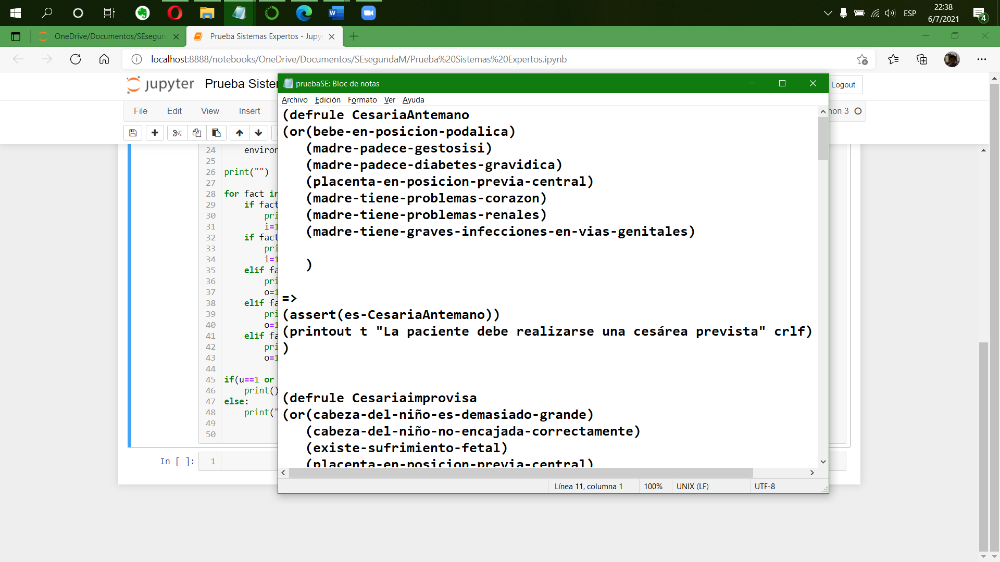 ESP
22:38
6/7/2021
4
OneDrive/Documentos/SEsegun
Prueba Sistemas Expertos - Jupy
localhost:8888/notebooks/OneDrive/Documentos/SEsegundaM/Prueba%20Sistemas%20Expertos.ipynb
jupyter Prueba Sister
Logout
File Edit View Insert
non 3
pruebaSE: Bloc de notas
Archivo Edición Formato Ver Ayuda
(defrule CesariaAntemano
(or(bebe-en-posicion-podalica)
(madre-padece-gestosisi)
(madre-padece-diabetes-gravidica)
(placenta-en-posicion-previa-central)
(madre-tiene-problemas-corazon)
(madre-tiene-problemas-renales)
(madre-tiene-graves-infecciones-en-vias-genitales)
)
=>
(assert(es-CesariaAntemano))
(printout t "La paciente debe realizarse una cesárea prevista" crlf)
)
(defrule Cesariaimprovisa
(or(cabeza-del-niño-es-demasiado-grande)
(cabeza-del-niño-no-encajada-correctamente)
(existe-sufrimiento-fetal)
(placenta-en-posicion-previa-central)
Línea 11, columna 1 100% UNIX (LF) UTF-8
24 environ
25
26 print("")
27
28 for fact in
29 if fact
30 pri
31 i=1
32 if fact
33 pri
34 i=1
35 elif fa
36 pri
37 o=1
38 elif fa
39 pri
40 o=1
41 elif fa
42 pri
43 o=1
44
45 if(u==1 or
46 print()
47 else:
48 print("
49
50
In [ ]: 1